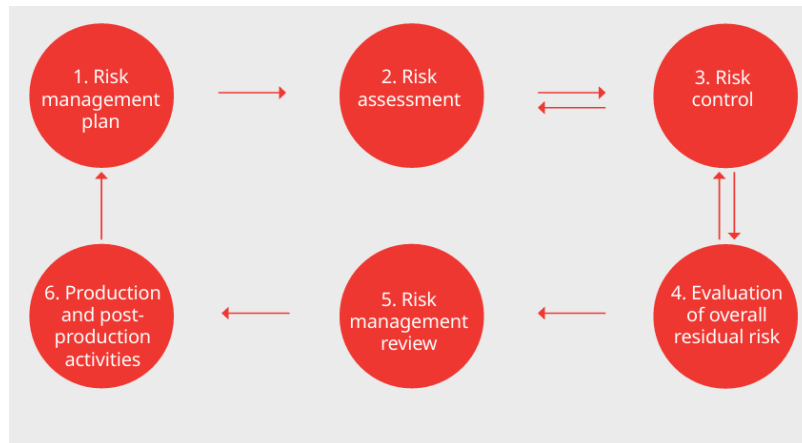 1. Risk
management
plan
2. Risk
assessment
3. Risk
control
6. Production
and post-
production
activities
5. Risk
management
review
4. Evaluation
of overall
residual risk